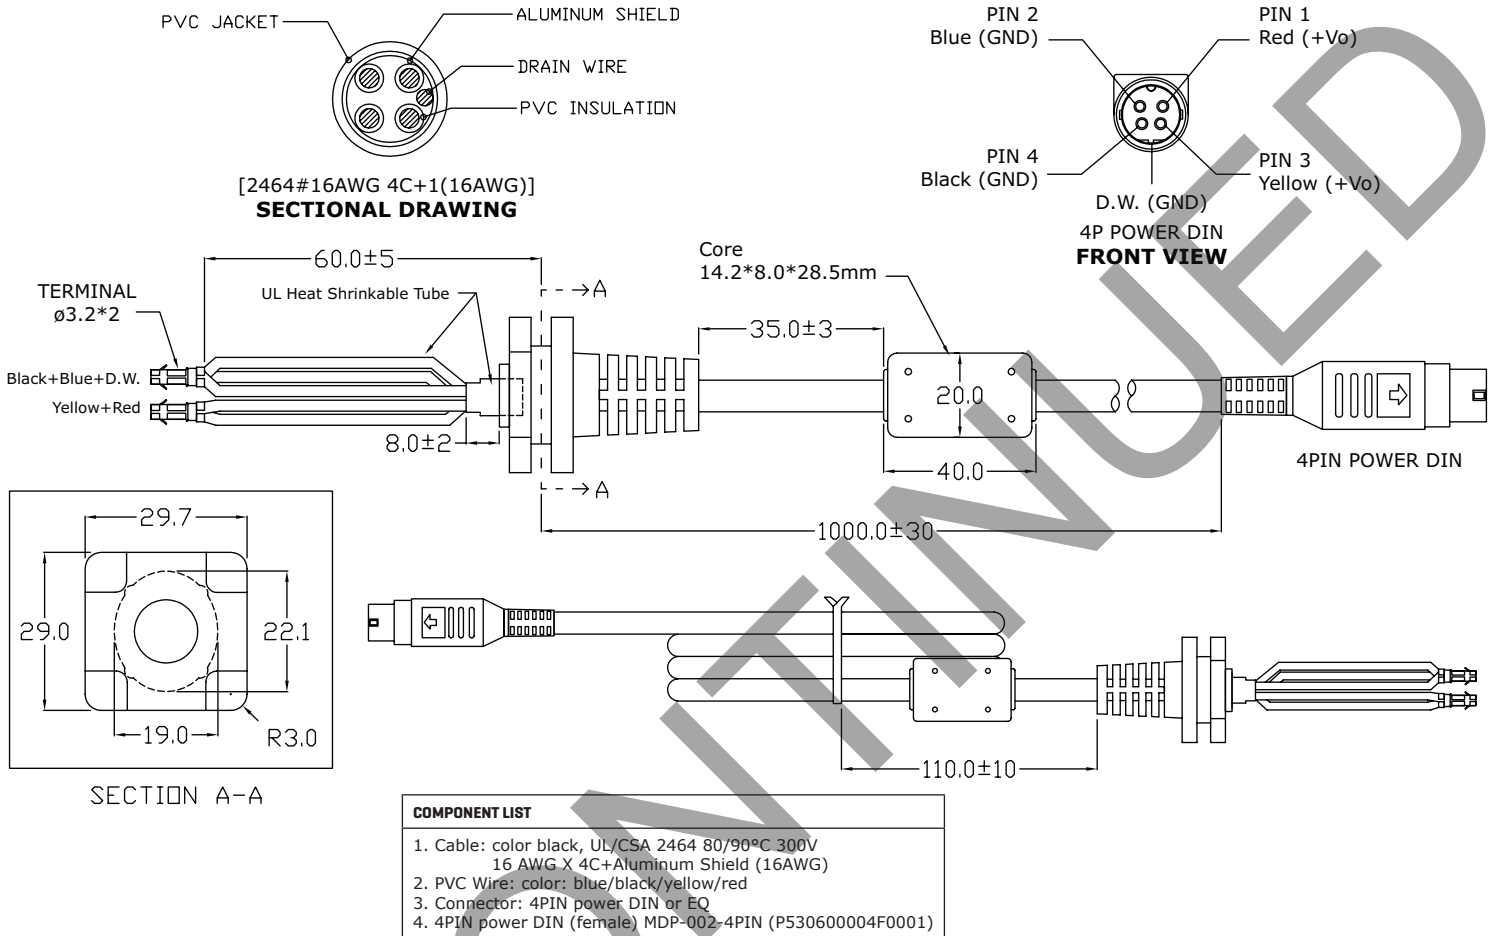 PVC JACKET
ALUMINUM SHIELD
DRAIN WIRE
PVC INSULATION
[2464#16AWG 4C+1(16AWG)]
SECTIONAL DRAWING
PIN 2
Blue (GND)
PIN 1
Red (+Vo)
PIN 4
Black (GND)
PIN 3
Yellow (+Vo)
D.W. (GND)
4P POWER DIN
FRONT VIEW
60.0±5
Core
14.2*8.0*28.5mm
TERMINAL
ø3.2*2
UL Heat Shrinkable Tube
A
35.0±3
Black+Blue+D.W.
Yellow+Red
20.0
8.0±2
40.0
4PIN POWER DIN
A
1000.0±30
29.7
29.0
22.1
19.0
R3.0
SECTION A-A
110.0±10
COMPONENT LIST
1. Cable: color black, UL/CSA 2464 80/90°C 300V
16 AWG X 4C+Aluminum Shield (16AWG)
2. PVC Wire: color: blue/black/yellow/red
3. Connector: 4PIN power DIN or EQ
4. 4PIN power DIN (female) MDP-002-4PIN (P530600004F0001)
ONTINUED